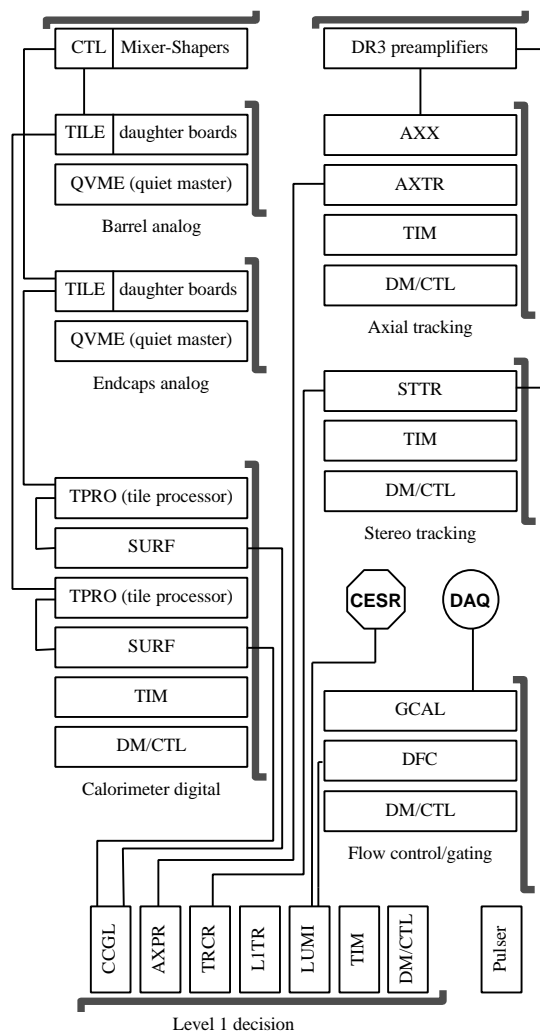 CTL Mixer-Shapers
TILE daughter boards
QVME (quiet master)
Barrel analog
TILE daughter boards
QVME (quiet master)
Endcaps analog
TPRO (tile processor)
SURF
TPRO (tile processor)
SURF
TIM
DM/CTL
Calorimeter digital
DR3 preamplifiers
AXX
AXTR
TIM
DM/CTL
Axial tracking
STTR
TIM
DM/CTL
Stereo tracking
CESR
DAQ
GCAL
DFC
DM/CTL
Flow control/gating
CCGL
AXPR
TRCR
L1TR
LUMI
TIM
DM/CTL
Pulser
Level 1 decision